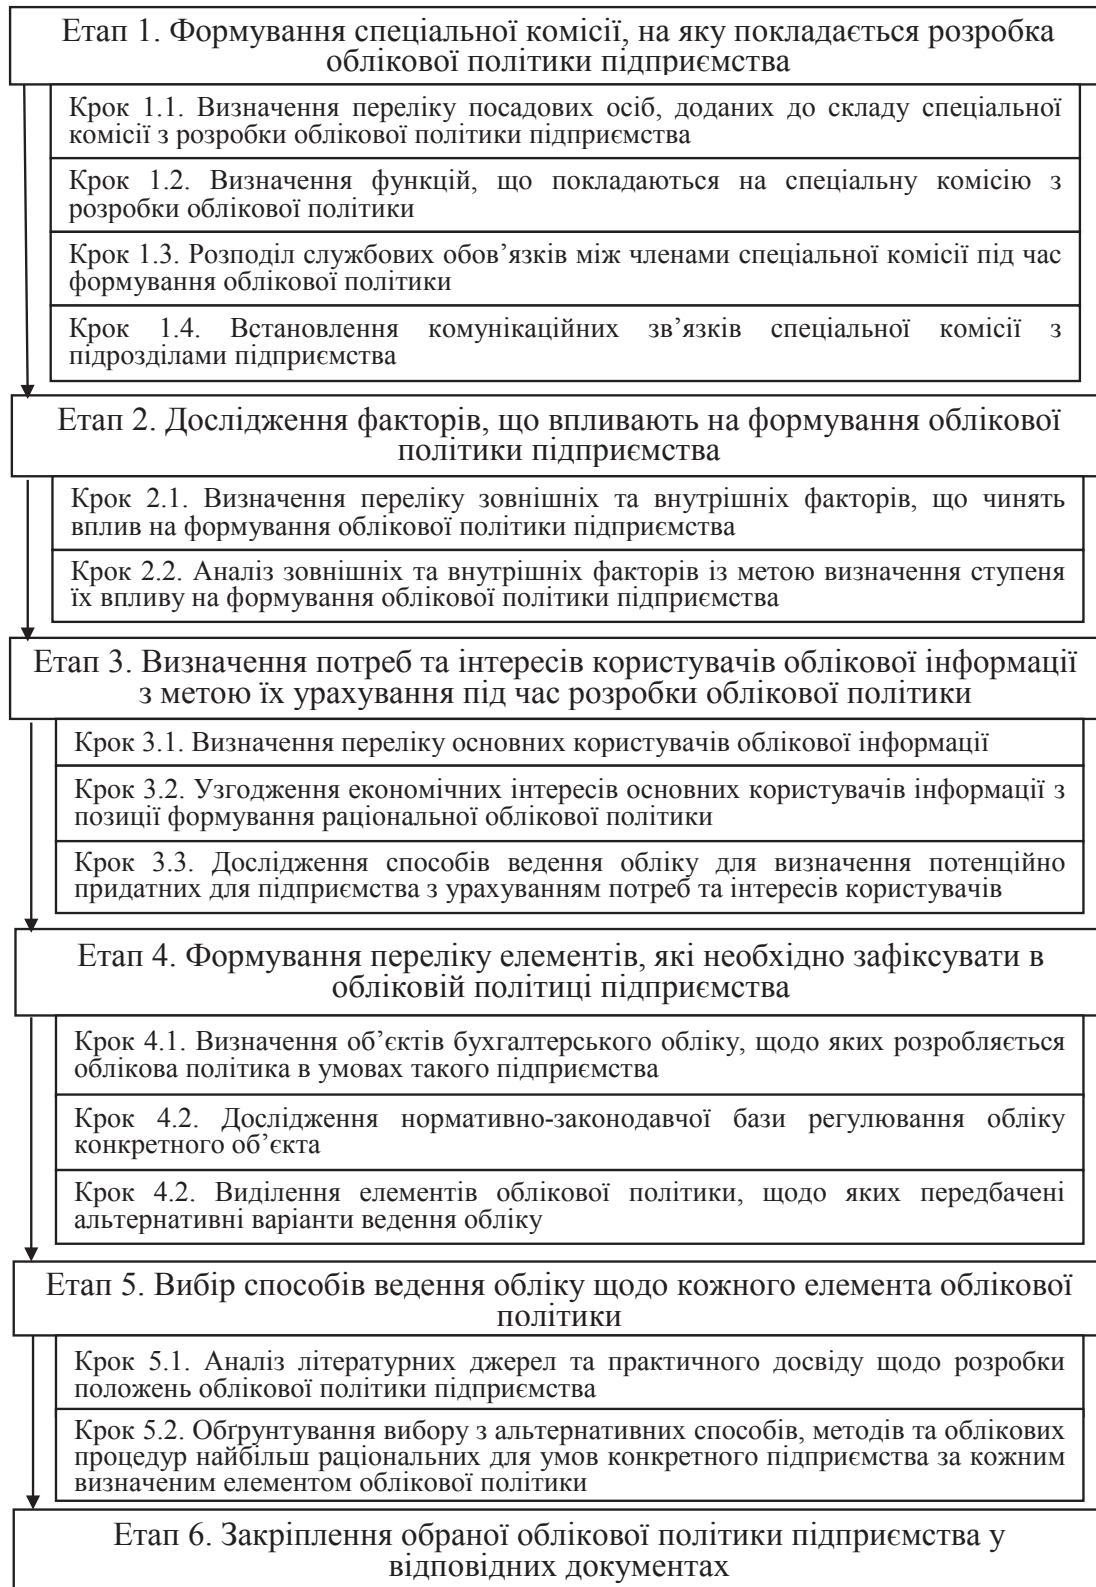 Етап 1. Формування спеціальної комісії, на яку покладається розробка
облікової політики підприємства
Крок 1.1. Визначення переліку посадових осіб, доданих до складу спеціальної
комісії з розробки облікової політики підприємства
Крок 1.2. Визначення функцій, що покладаються на спеціальну комісію з
розробки облікової політики
Крок 1.3. Розподіл службових обов’язків між членами спеціальної комісії під час
формування облікової політики
Крок 1.4. Встановлення комунікаційних зв’язків спеціальної комісії з
підрозділами підприємства
Етап 2. Дослідження факторів, що впливають на формування облікової
політики підприємства
Крок 2.1. Визначення переліку зовнішніх та внутрішніх факторів, що чинять
вплив на формування облікової політики підприємства
Крок 2.2. Аналіз зовнішніх та внутрішніх факторів із метою визначення ступеня
їх впливу на формування облікової політики підприємства
Етап 3. Визначення потреб та інтересів користувачів облікової інформації
з метою їх урахування під час розробки облікової політики
Крок 3.1. Визначення переліку основних користувачів облікової інформації
Крок 3.2. Узгодження економічних інтересів основних користувачів інформації з
позиції формування раціональної облікової політики
Крок 3.3. Дослідження способів ведення обліку для визначення потенційно
придатних для підприємства з урахуванням потреб та інтересів користувачів
Етап 4. Формування переліку елементів, які необхідно зафіксувати в
обліковій політиці підприємства
Крок 4.1. Визначення об’єктів бухгалтерського обліку, щодо яких розробляється
облікова політика в умовах такого підприємства
Крок 4.2. Дослідження нормативно-законодавчої бази регулювання обліку
конкретного об’єкта
Крок 4.2. Виділення елементів облікової політики, щодо яких передбачені
альтернативні варіанти ведення обліку
Етап 5. Вибір способів ведення обліку щодо кожного елемента облікової
політики
Крок 5.1. Аналіз літературних джерел та практичного досвіду щодо розробки
положень облікової політики підприємства
Крок 5.2. Обґрунтування вибору з альтернативних способів, методів та облікових
процедур найбільш раціональних для умов конкретного підприємства за кожним
визначеним елементом облікової політики
Етап 6. Закріплення обраної облікової політики підприємства у
відповідних документах